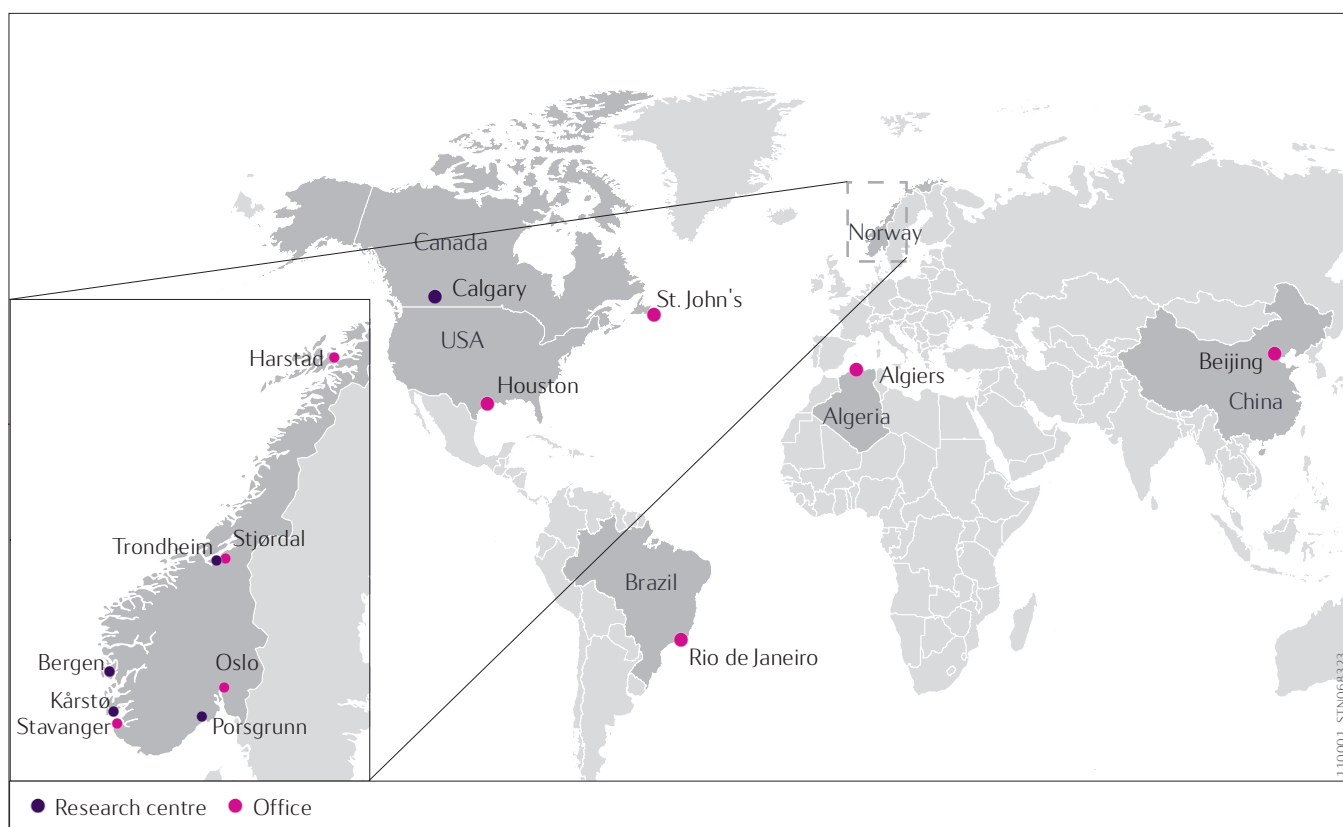 Canada
Norway
Calgary
St. John's
USA
Harstad
Beijing
Algiers
Houston
China
Algeria
Trondheim
Stjørdal
Brazil
Bergen
Oslo
Rio de Janeiro
Kårstø
Stavanger
Porsgrunn
110001_STN068323
Research centre
Office